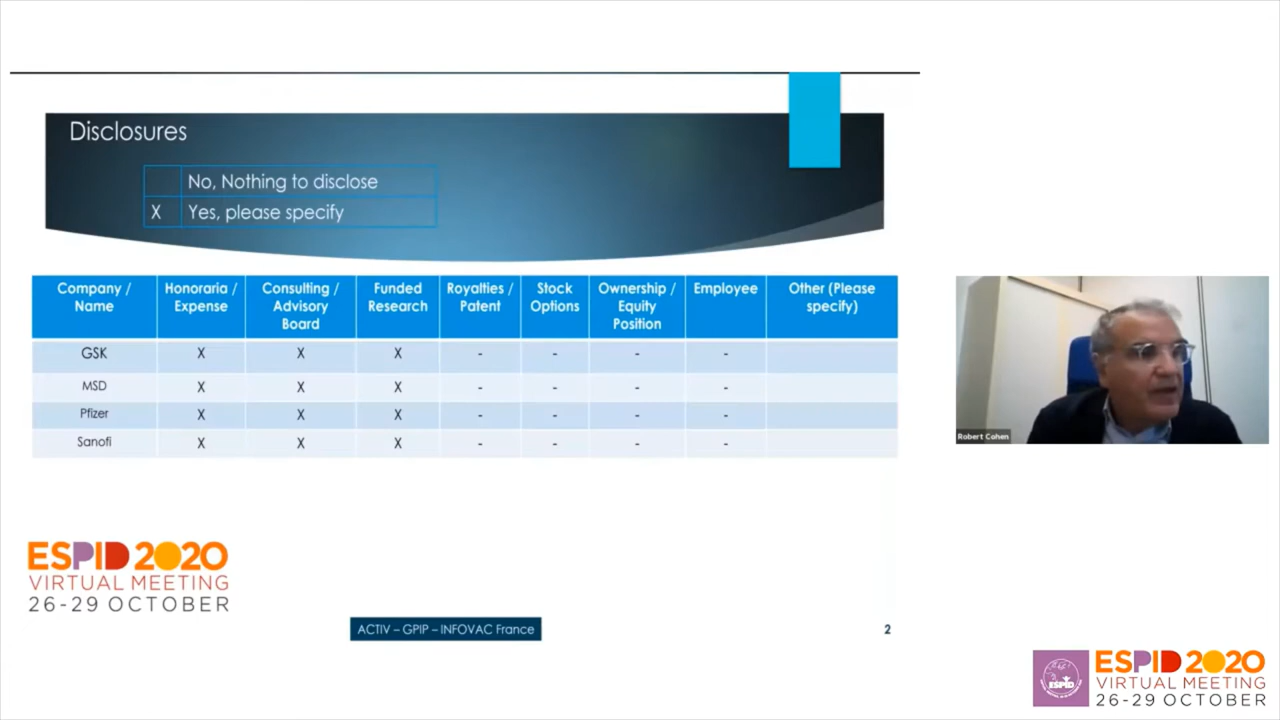 Disclosures
No, Nothing to disclose
X Yes, please specify
Company / Name Honoraria / Expense Consulting / Advisory Board Funded Research Royalties / Patent Stock Options Ownership / Equity Position Employee Other (Please specify)
GSK X X X - - - -
MSD X X X - - - -
Pfizer X X X - - - -
Sanofi X X X - - - -
Robert Cohen
ESPID 2020
VIRTUAL MEETING
26-29 OCTOBER
ACTIV – GPIP – INFOVAC France
2
ESPID
ESPID 2020
VIRTUAL MEETING
26-29 OCTOBER